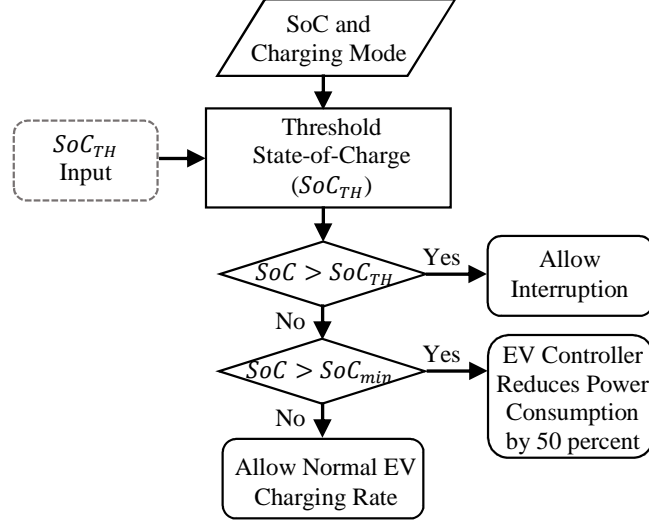 SoC and
Charging Mode
SoC_TH
Input
Threshold
State-of-Charge
(SoC_TH)
SoC > SoC_TH
Yes
Allow
Interruption
No
SoC > SoC_min
Yes
EV Controller
Reduces Power
Consumption
by 50 percent
No
Allow Normal EV
Charging Rate